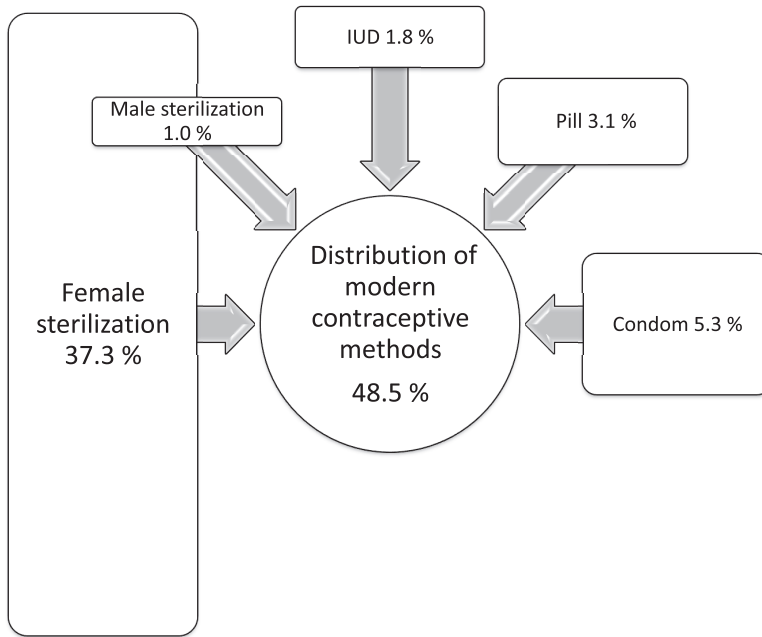 IUD 1.8 %
Male sterilization
1.0 %
Pill 3.1 %
Female
sterilization
37.3 %
Distribution of
modern
contraceptive
methods
48.5 %
Condom 5.3 %